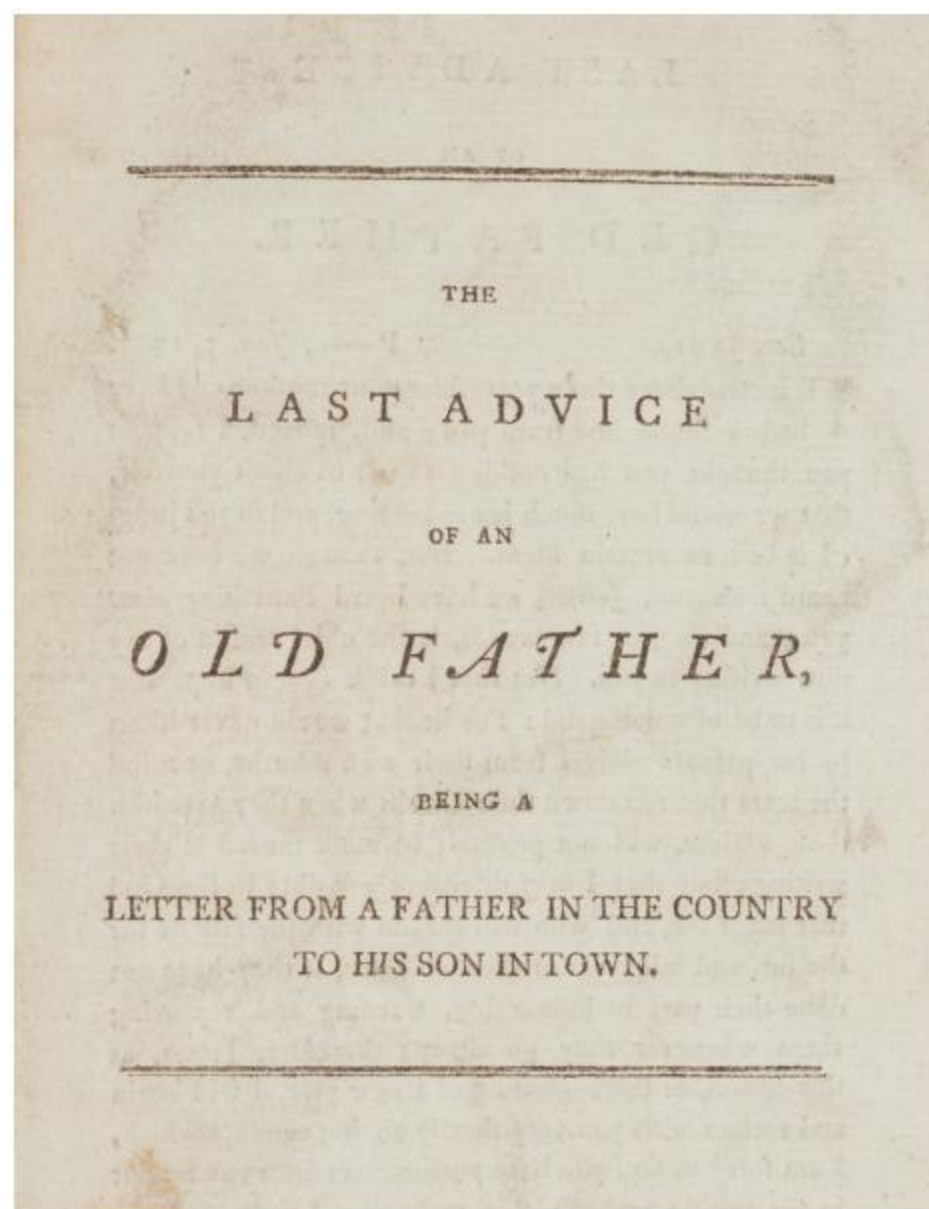 THE
LAST ADVICE
OF AN
OLD FATHER,
BEING A
LETTER FROM A FATHER IN THE COUNTRY
TO HIS SON IN TOWN.